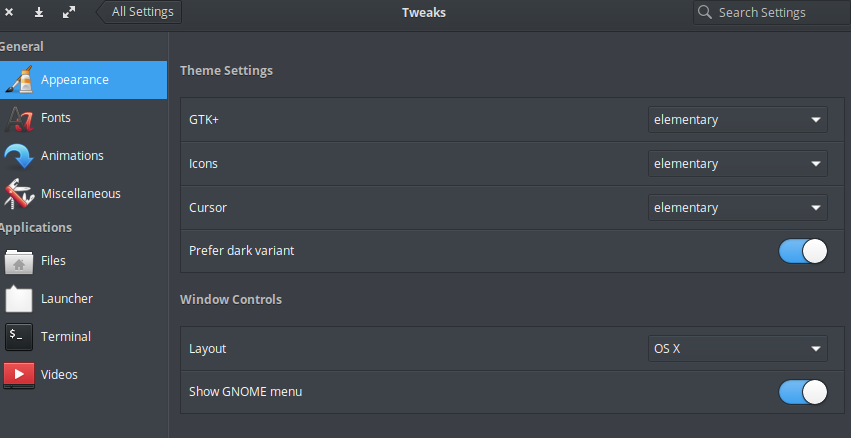 All Settings
Tweaks
Search Settings
General
Appearance
Fonts
Animations
Miscellaneous
Applications
Files
Launcher
$_
Terminal
Videos
Theme Settings
GTK+
elementary
Icons
elementary
Cursor
elementary
Prefer dark variant
Window Controls
Layout
OS X
Show GNOME menu